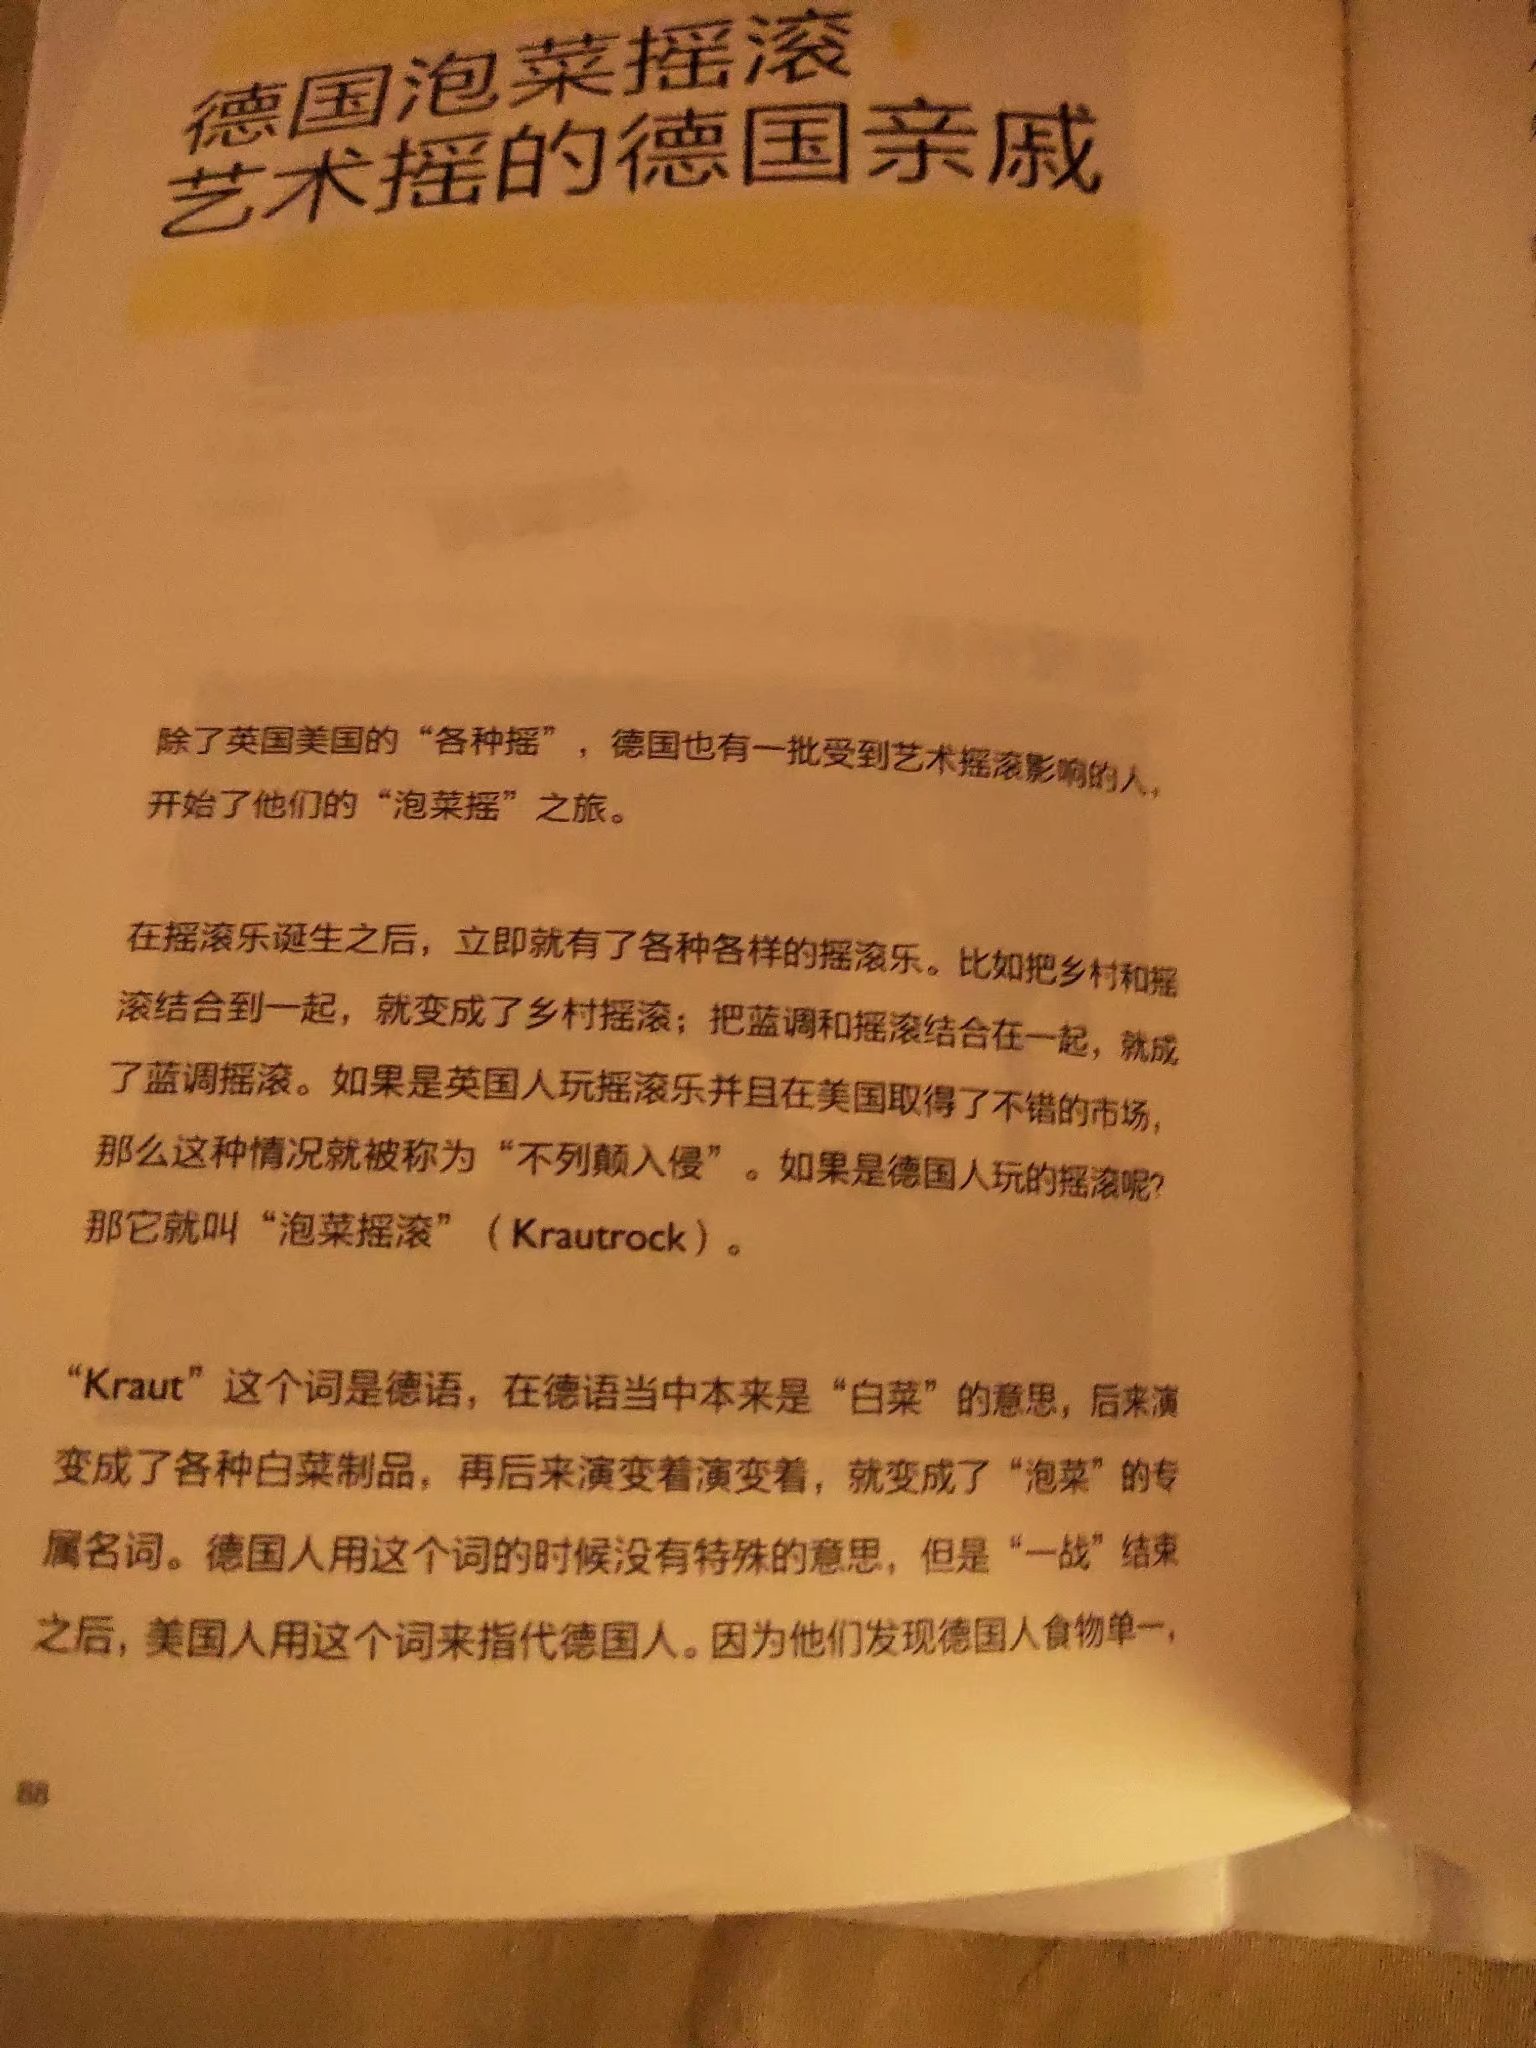 德国泡菜摇滚
艺术摇的德国亲戚
除了英国美国的“各种摇”，德国也有一批受到艺术摇滚影响的人，
开始了他们的“泡菜摇”之旅。
在摇滚乐诞生之后，立即就有了各种各样的摇滚乐。比如把乡村和摇
滚结合到一起，就变成了乡村摇滚；把蓝调和摇滚结合在一起，就成
了蓝调摇滚。如果是英国人玩摇滚乐并且在美国取得了不错的市场，
那么这种情况就被称为“不列颠入侵”。如果是德国人玩的摇滚呢？
那它就叫“泡菜摇滚”（Krautrock）。
“Kraut”这个词是德语，在德语当中本来是“白菜”的意思，后来演
变成了各种白菜制品，再后来演变着演变着，就变成了“泡菜”的专
属名词。德国人用这个词的时候没有特殊的意思，但是“一战”结束
之后，美国人用这个词来指代德国人。因为他们发现德国人食物单一，
88